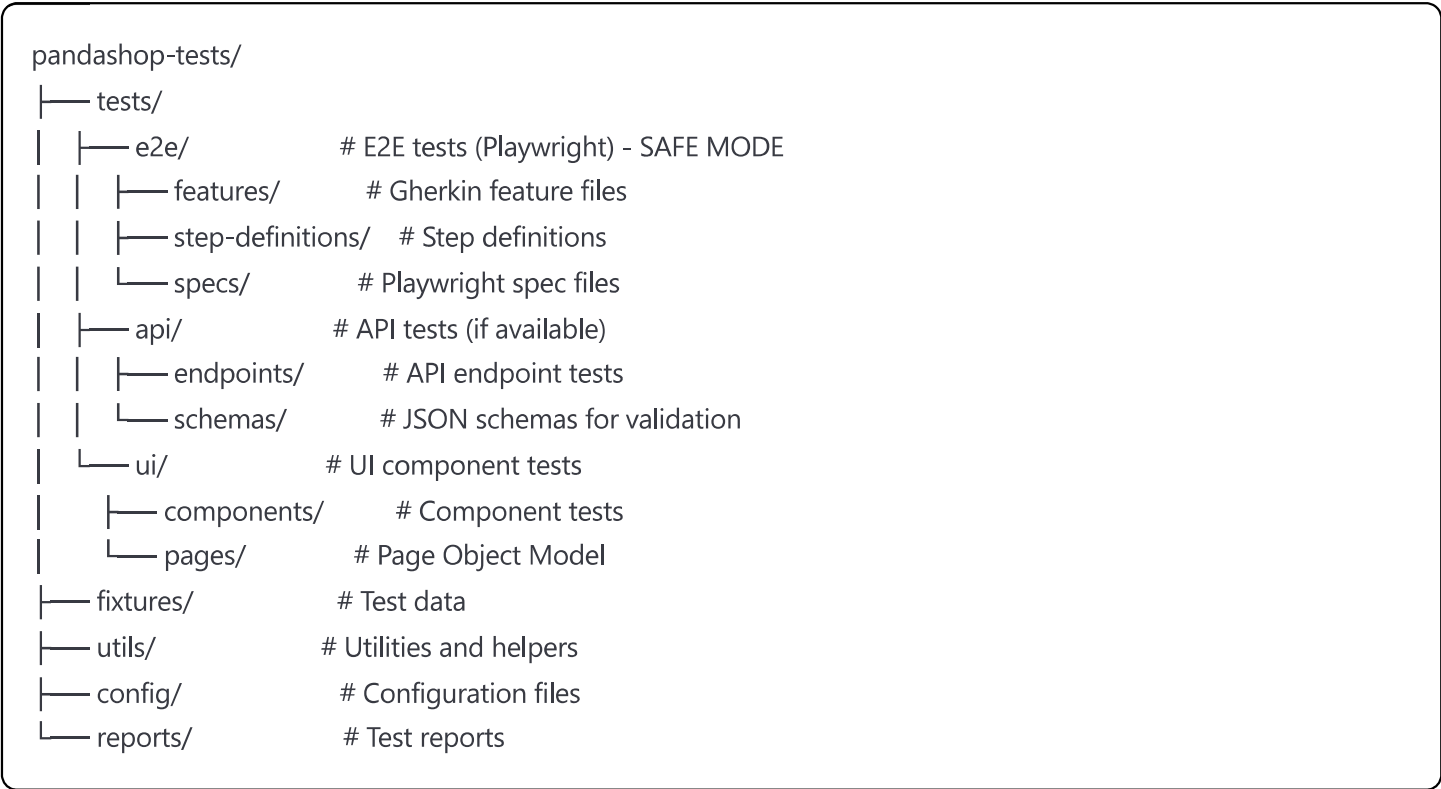 pandashop-tests/
├── tests/
│   ├── e2e/                 # E2E tests (Playwright) - SAFE MODE
│   │   ├── features/          # Gherkin feature files
│   │   ├── step-definitions/   # Step definitions
│   │   └── specs/             # Playwright spec files
│   ├── api/                 # API tests (if available)
│   │   ├── endpoints/         # API endpoint tests
│   │   └── schemas/           # JSON schemas for validation
│   └── ui/                  # UI component tests
│       ├── components/        # Component tests
│       └── pages/             # Page Object Model
├── fixtures/                # Test data
├── utils/                   # Utilities and helpers
├── config/                  # Configuration files
└── reports/                 # Test reports